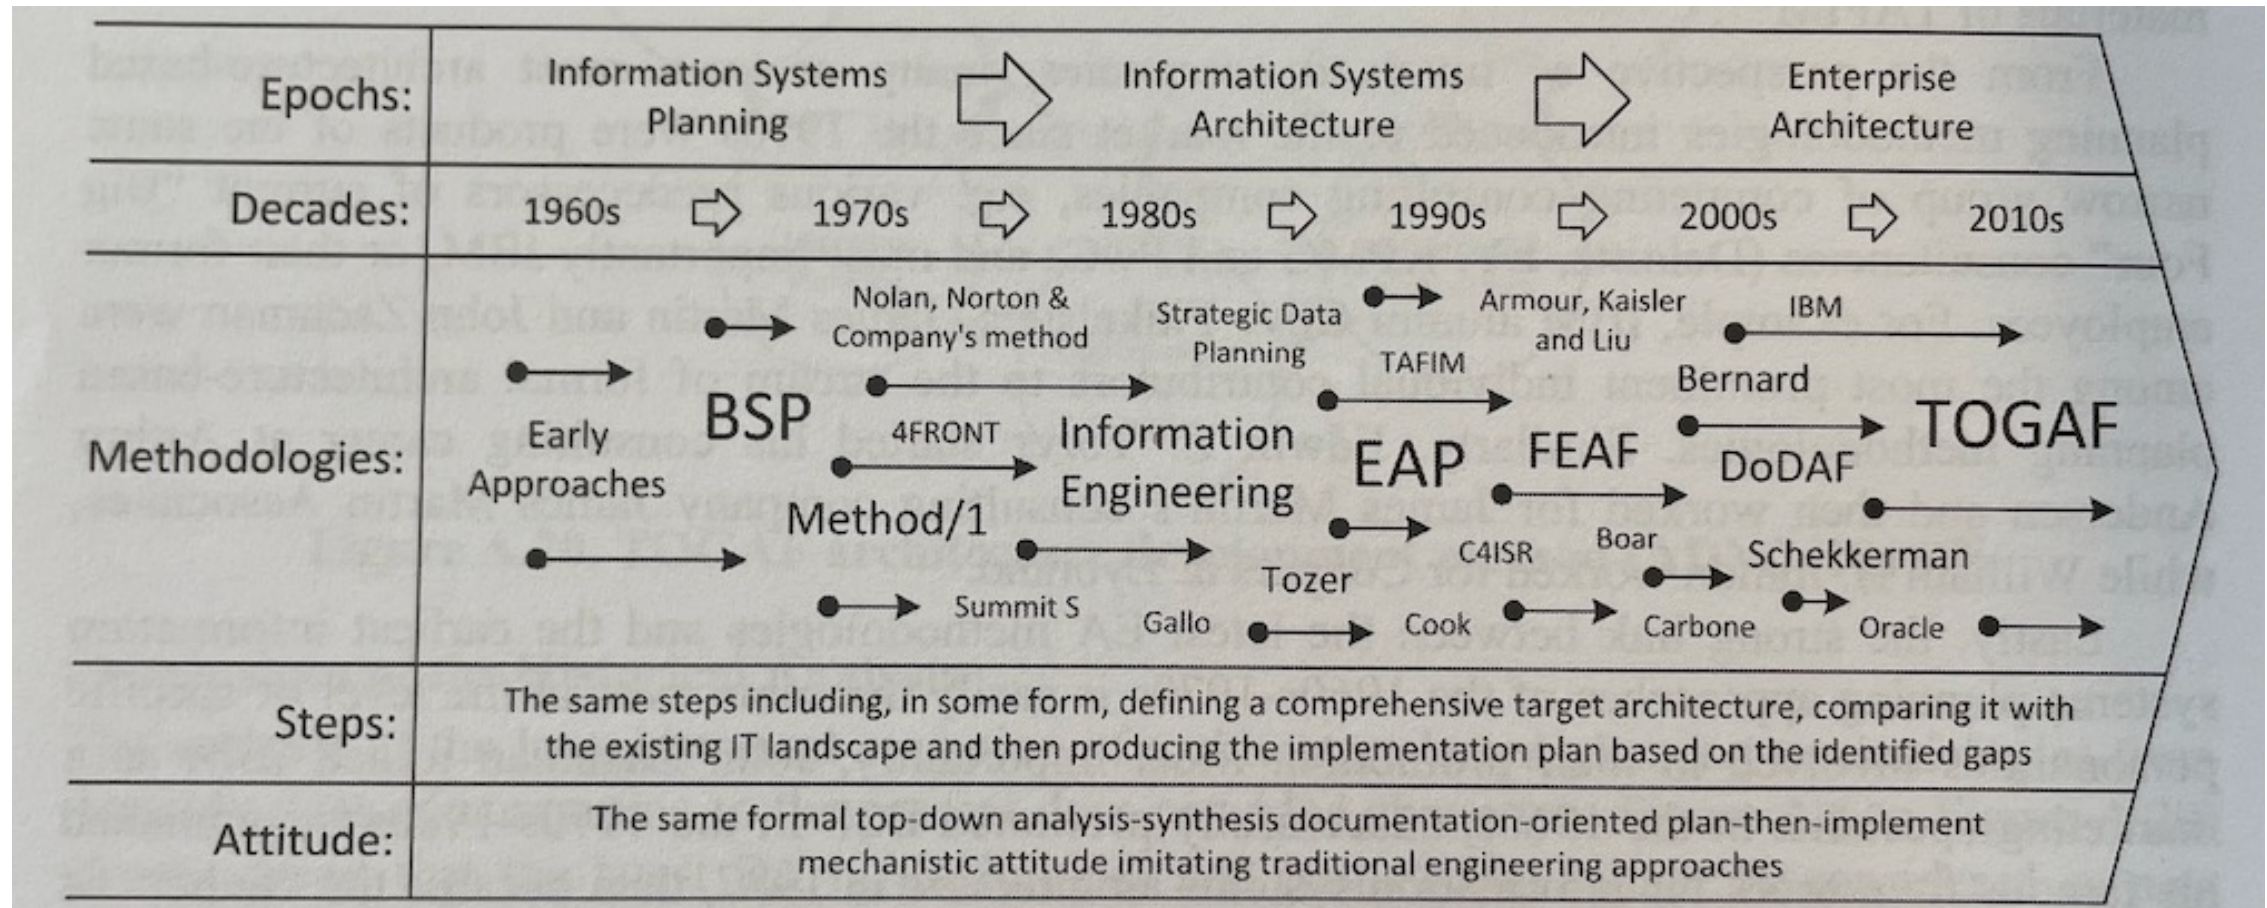 Epochs:
Information Systems
Planning
Information Systems
Architecture
Enterprise
Architecture
Decades:
1960s
1970s
1980s
1990s
2000s
2010s
Methodologies:
Early
Approaches
BSP
Nolan, Norton &
Company's method
4FRONT
Method/1
Summit S
Strategic Data
Planning
Information
Engineering
Gallo
Tozer
TAFIM
EAP
C4ISR
Cook
Armour, Kaisler
and Liu
FEAF
Boar
Carbone
IBM
Bernard
DoDAF
Schekkerman
Oracle
TOGAF
Steps:
The same steps including, in some form, defining a comprehensive target architecture, comparing it with
the existing IT landscape and then producing the implementation plan based on the identified gaps
Attitude:
The same formal top-down analysis-synthesis documentation-oriented plan-then-implement
mechanistic attitude imitating traditional engineering approaches